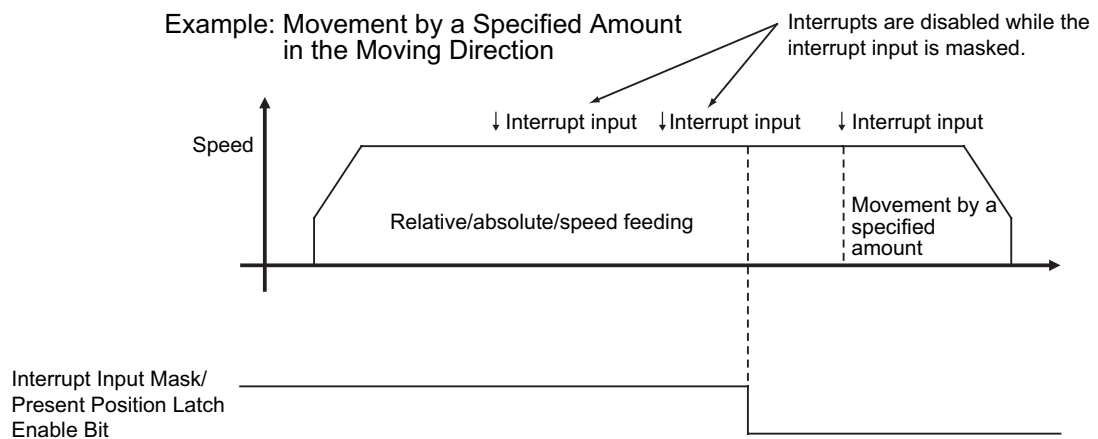 Example: Movement by a Specified Amount
in the Moving Direction
Interrupts are disabled while the
interrupt input is masked.
↓ Interrupt input ↓Interrupt input ↓ Interrupt input
Speed
Relative/absolute/speed feeding
Movement by a
specified
amount
Interrupt Input Mask/
Present Position Latch
Enable Bit